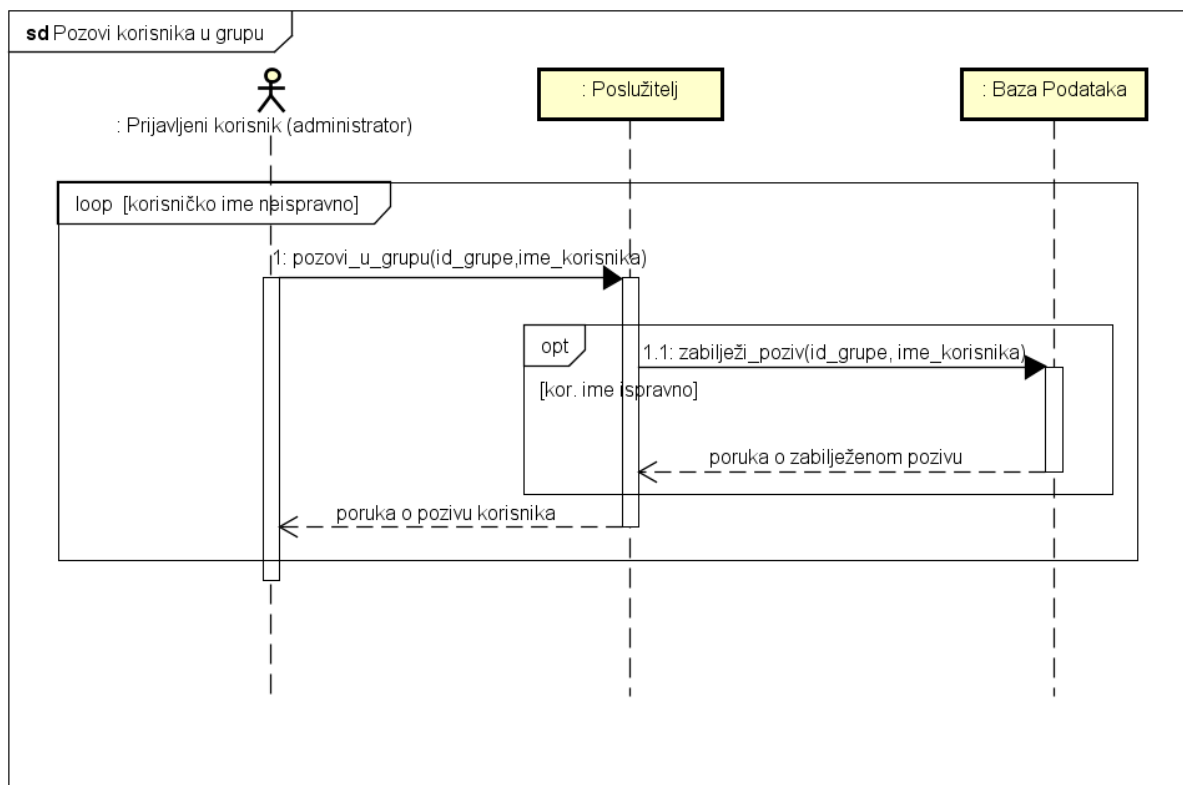 sd Pozovi korisnika u grupu
: Prijavljeni korisnik (administrator)
: Poslužitelj
: Baza Podataka
loop [korisničko ime neispravno]
1: pozovi_u_grupu(id_grupe,ime_korisnika)
opt
1.1: zabilježi_poziv(id_grupe, ime_korisnika)
[kor. ime ispravno]
poruka o zabilježenom pozivu
poruka o pozivu korisnika